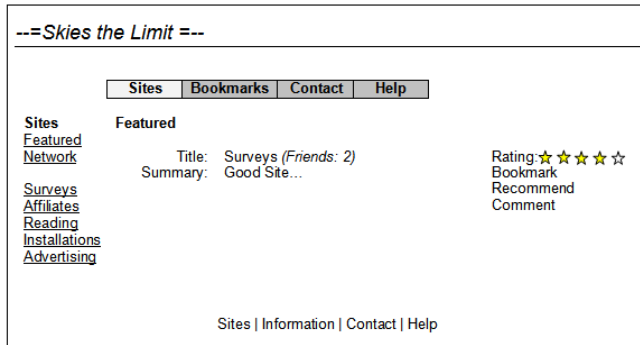 --=Skies the Limit =--
Sites Bookmarks Contact Help
Sites
Featured
Network
Surveys
Affiliates
Reading
Installations
Advertising
Featured
Title: Surveys (Friends: 2)
Summary: Good Site...
Rating:
Bookmark
Recommend
Comment
Sites | Information | Contact | Help